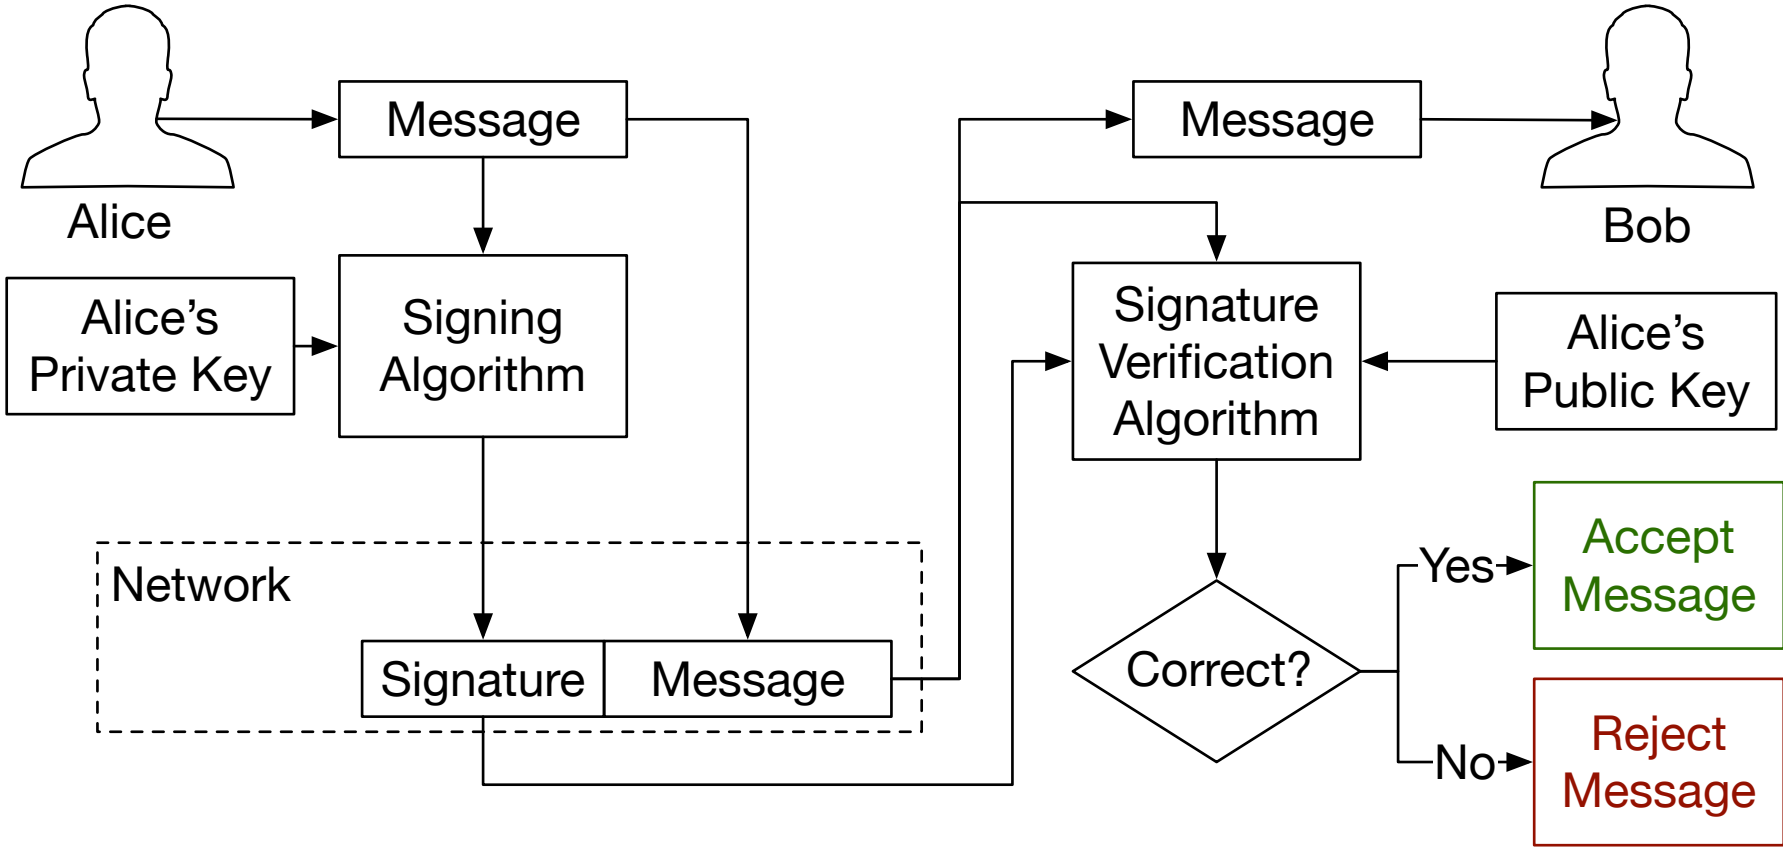 Message
Alice
Alice's
Private Key
Signing
Algorithm
Network
Signature
Message
Message
Bob
Signature
Verification
Algorithm
Alice's
Public Key
Correct?
Yes
Accept
Message
No
Reject
Message